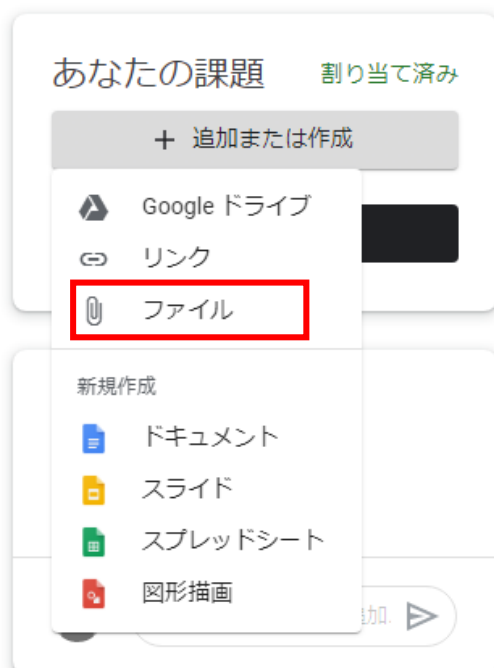 あなたの課題 割り当て済み
+ 追加または作成
Google ドライブ
リンク
ファイル
新規作成
ドキュメント
スライド
スプレッドシート
図形描画
追加